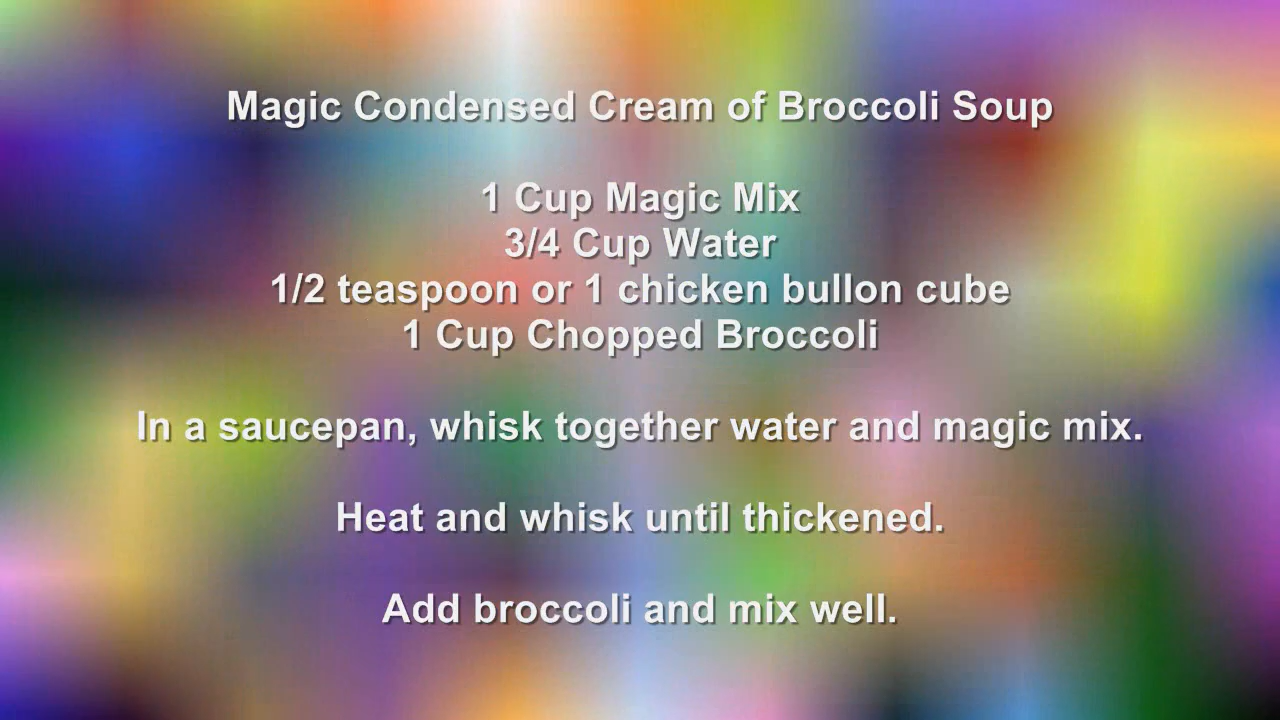 Magic Condensed Cream of Broccoli Soup
1 Cup Magic Mix
3/4 Cup Water
1/2 teaspoon or 1 chicken bullon cube
1 Cup Chopped Broccoli
In a saucepan, whisk together water and magic mix.
Heat and whisk until thickened.
Add broccoli and mix well.